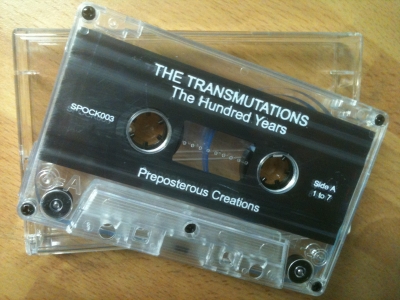 THE TRANSMUTATIONS
The Hundred Years
SPOCK003
Side A
1 to 7
Preposterous Creations
A